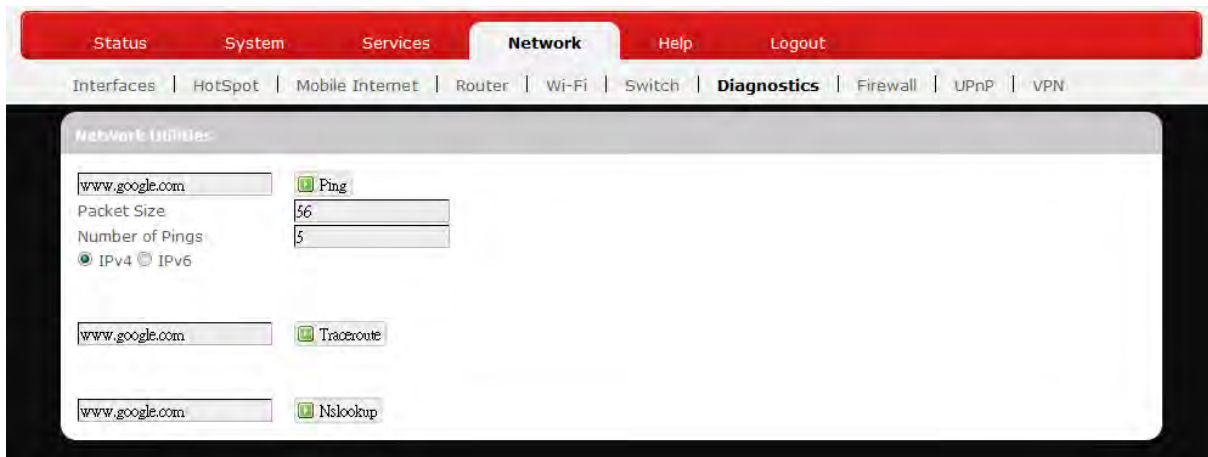 Status System Services Network Help Logout
Interfaces | HotSpot | Mobile Internet | Router | Wi-Fi | Switch | Diagnostics | Firewall | UPnP | VPN
Network Utilities
www.google.com Ping
Packet Size 56
Number of Pings 5
IPv4 IPv6
www.google.com Traceroute
www.google.com Nslookup